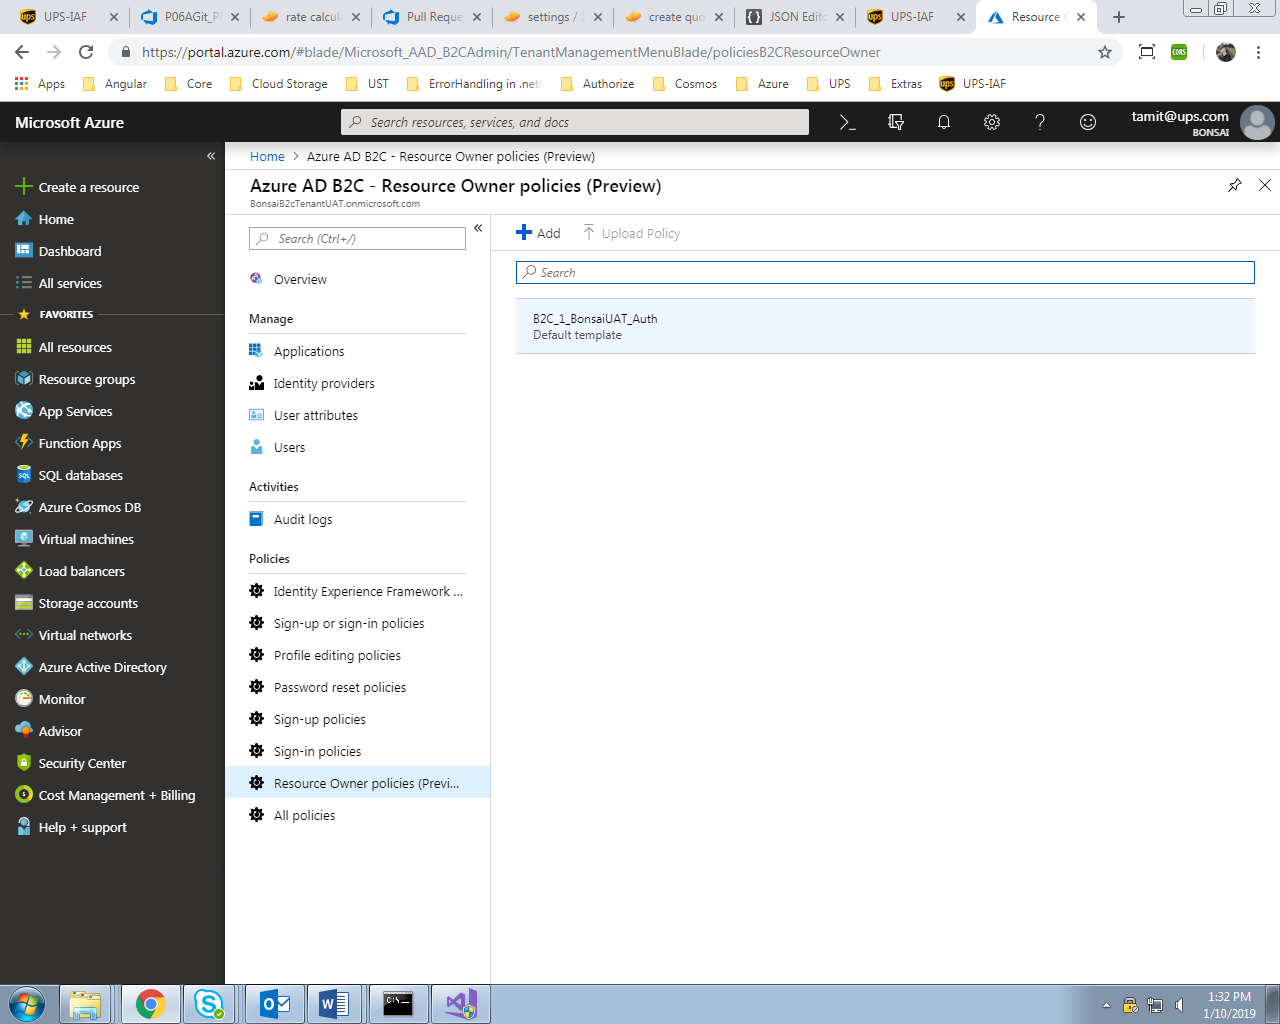 UPS-IAF
P06AGit_P
rate calcul
Pull Reque
settings / 1
create quo
JSON Edito
UPS-IAF
Resource O
https://portal.azure.com/#blade/Microsoft_AAD_B2CAdmin/TenantManagementMenuBlade/policiesB2CResourceOwner
CORS
Apps
Angular
Core
Cloud Storage
UST
ErrorHandling in .net
Authorize
Cosmos
Azure
UPS
Extras
UPS-IAF
Microsoft Azure
Search resources, services, and docs
tamit@ups.com
BONSAI
Create a resource
Home
Dashboard
All services
FAVORITES
All resources
Resource groups
App Services
Function Apps
SQL databases
Azure Cosmos DB
Virtual machines
Load balancers
Storage accounts
Virtual networks
Azure Active Directory
Monitor
Advisor
Security Center
Cost Management + Billing
Help + support
Home > Azure AD B2C - Resource Owner policies (Preview)
Azure AD B2C - Resource Owner policies (Preview)
BonsaiB2cTenantUAT.onmicrosoft.com
Search (Ctrl+/)
Overview
Manage
Applications
Identity providers
User attributes
Users
Activities
Audit logs
Policies
Identity Experience Framework ...
Sign-up or sign-in policies
Profile editing policies
Password reset policies
Sign-up policies
Sign-in policies
Resource Owner policies (Previ...
All policies
Add
Upload Policy
Search
B2C_1_BonsaiUAT_Auth
Default template
1:32 PM
1/10/2019